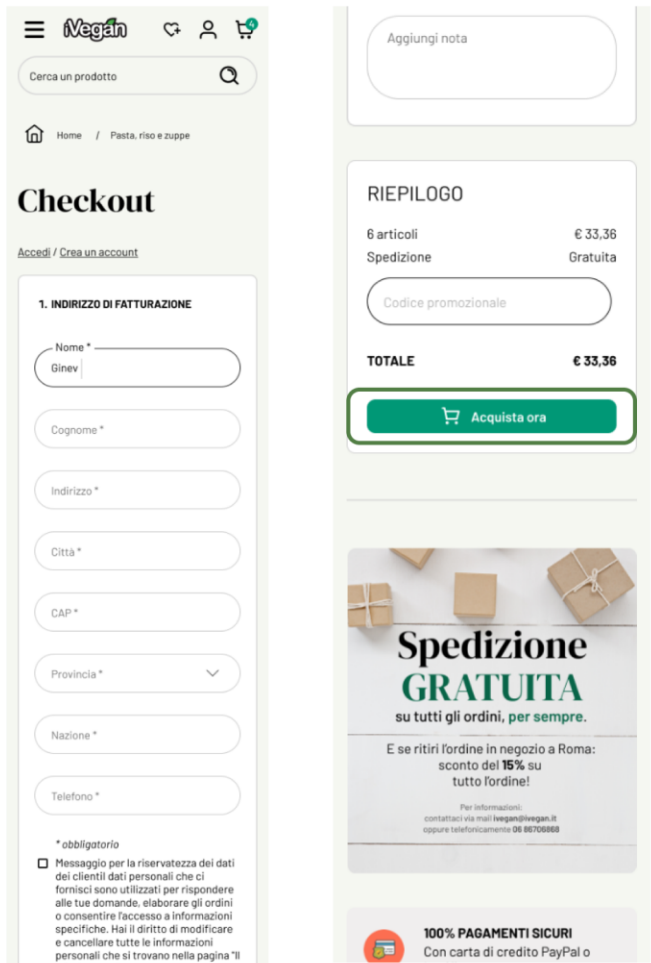 iVegan
4
Cerca un prodotto
Home / Pasta, riso e zuppe
Checkout
Accedi / Crea un account
1. INDIRIZZO DI FATTURAZIONE
Nome *
Ginev
Cognome *
Indirizzo *
Città *
CAP *
Provincia *
Nazione *
Telefono *
* obbligatorio
Messaggio per la riservatezza dei dati
dei clientil dati personali che ci
fornisci sono utilizzati per rispondere
alle tue domande, elaborare gli ordini
o consentire l'accesso a informazioni
specifiche. Hai il diritto di modificare
e cancellare tutte le informazioni
personali che si trovano nella pagina "Il
Aggiungi nota
RIEPILOGO
6 articoli € 33,36
Spedizione Gratuita
Codice promozionale
TOTALE € 33,36
Acquista ora
Spedizione
GRATUITA
su tutti gli ordini, per sempre.
E se ritiri l'ordine in negozio a Roma:
sconto del 15% su
tutto l'ordine!
Per informazioni:
contattaci via mail ivegan@ivegan.it
oppure telefonicamente 06 86706868
100% PAGAMENTI SICURI
Con carta di credito PayPal o